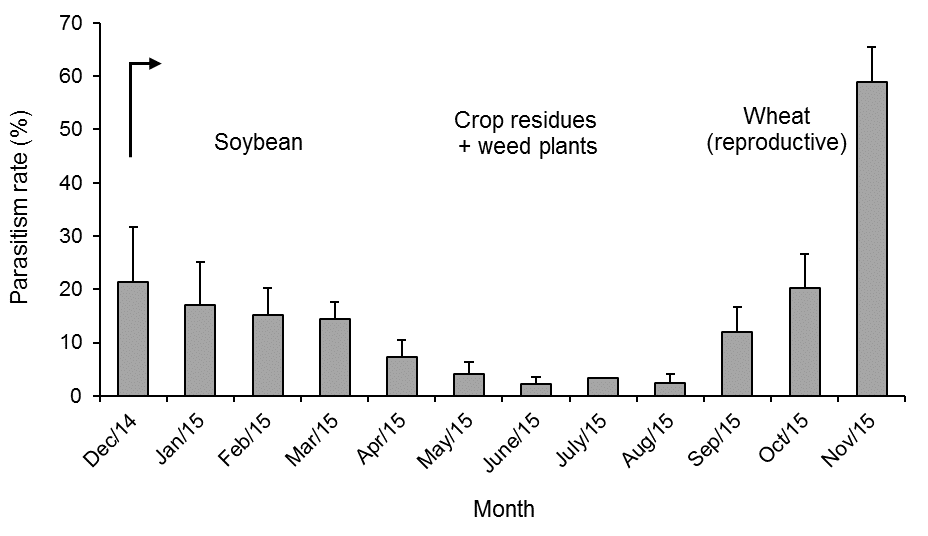 70
60
50
40
30
20
10
0
Parasitism rate (%)
Soybean
Crop residues
+ weed plants
Wheat
(reproductive)
Dec/14
Jan/15
Feb/15
Mar/15
Apr/15
May/15
June/15
July/15
Aug/15
Sep/15
Oct/15
Nov/15
Month